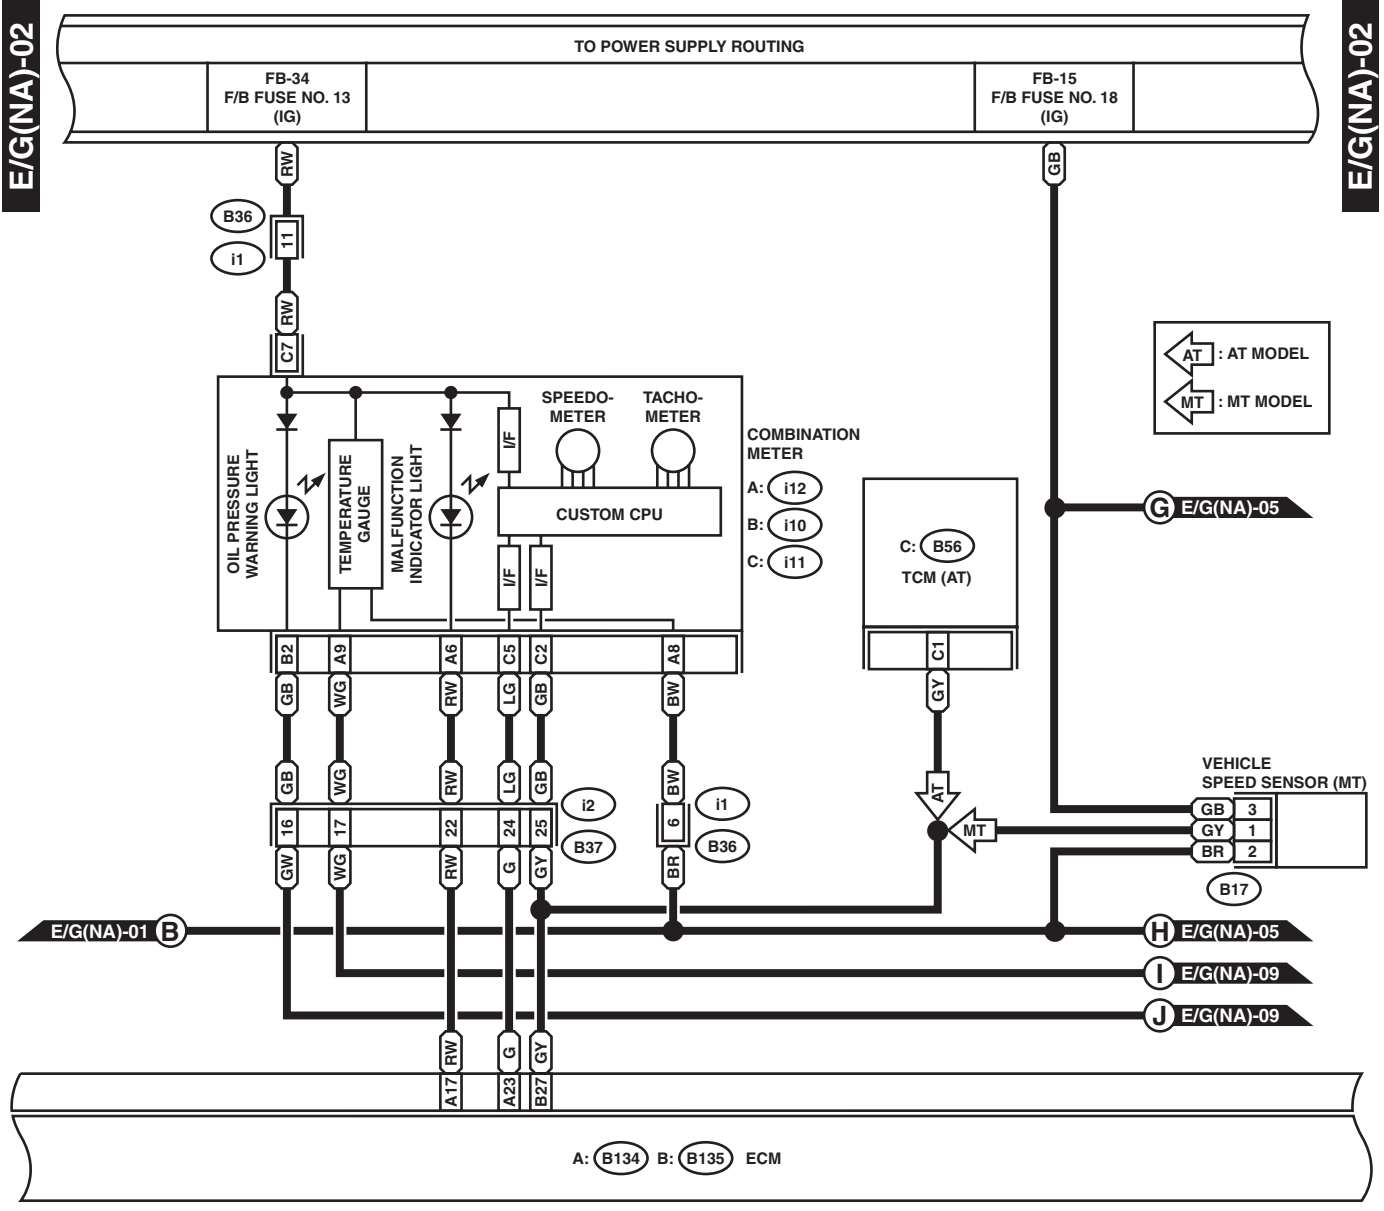 E/G(NA)-02
E/G(NA)-02
TO POWER SUPPLY ROUTING
FB-34
F/B FUSE NO. 13
(IG)
FB-15
F/B FUSE NO. 18
(IG)
RW
GB
B36
11
i1
RW
C7
AT : AT MODEL
MT : MT MODEL
SPEEDO-
METER
TACHO-
METER
I/F
OIL PRESSURE
WARNING LIGHT
TEMPERATURE
GAUGE
MALFUNCTION
INDICATOR LIGHT
CUSTOM CPU
I/F
I/F
COMBINATION
METER
A: i12
B: i10
C: i11
C: B56
TCM (AT)
G E/G(NA)-05
B2 A9 A6 C5 C2 A8
C1
GB WG RW LG GB BW
GY
GB WG RW LG GB BW
AT
i2
i1
16 17 22 24 25 6
B37
B36
GW WG RW G GY BR
MT
VEHICLE
SPEED SENSOR (MT)
GB 3
GY 1
BR 2
B17
E/G(NA)-01 B
H E/G(NA)-05
I E/G(NA)-09
J E/G(NA)-09
RW G GY
A17 A23 B27
A: B134 B: B135 ECM